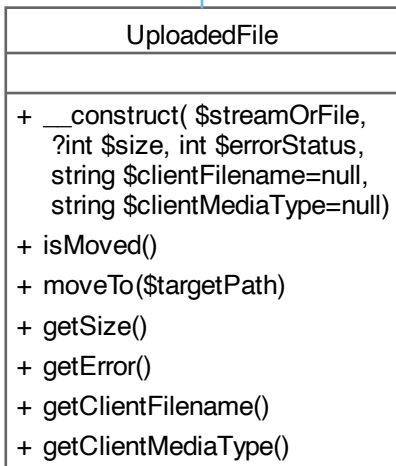 UploadedFile
+ __construct( $streamOrFile,
?int $size, int $errorStatus,
string $clientFilename=null,
string $clientMediaType=null)
+ isMoved()
+ moveTo($targetPath)
+ getSize()
+ getError()
+ getClientFilename()
+ getClientMediaType()